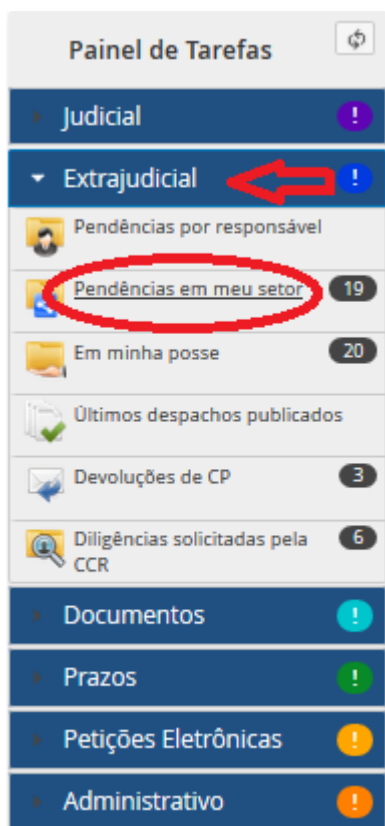 Painel de Tarefas
Judicial !
Extrajudicial !
Pendências por responsável
Pendências em meu setor 19
Em minha posse 20
Últimos despachos publicados
Devoluções de CP 3
Diligências solicitadas pela 6
CCR
Documentos !
Prazos !
Petições Eletrônicas !
Administrativo !